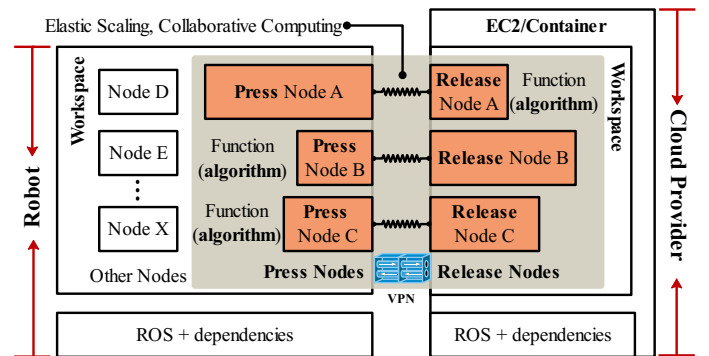 Elastic Scaling, Collaborative Computing
EC2/Container
Robot
Workspace
Node D
Node E
Node X
Other Nodes
Press Node A
Function
(algorithm)
Press
Node B
Function
(algorithm)
Press
Node C
Press Nodes
VPN
Release
Node A
Function
(algorithm)
Release Node B
Release
Node C
Release Nodes
Workspace
Cloud Provider
ROS + dependencies
ROS + dependencies